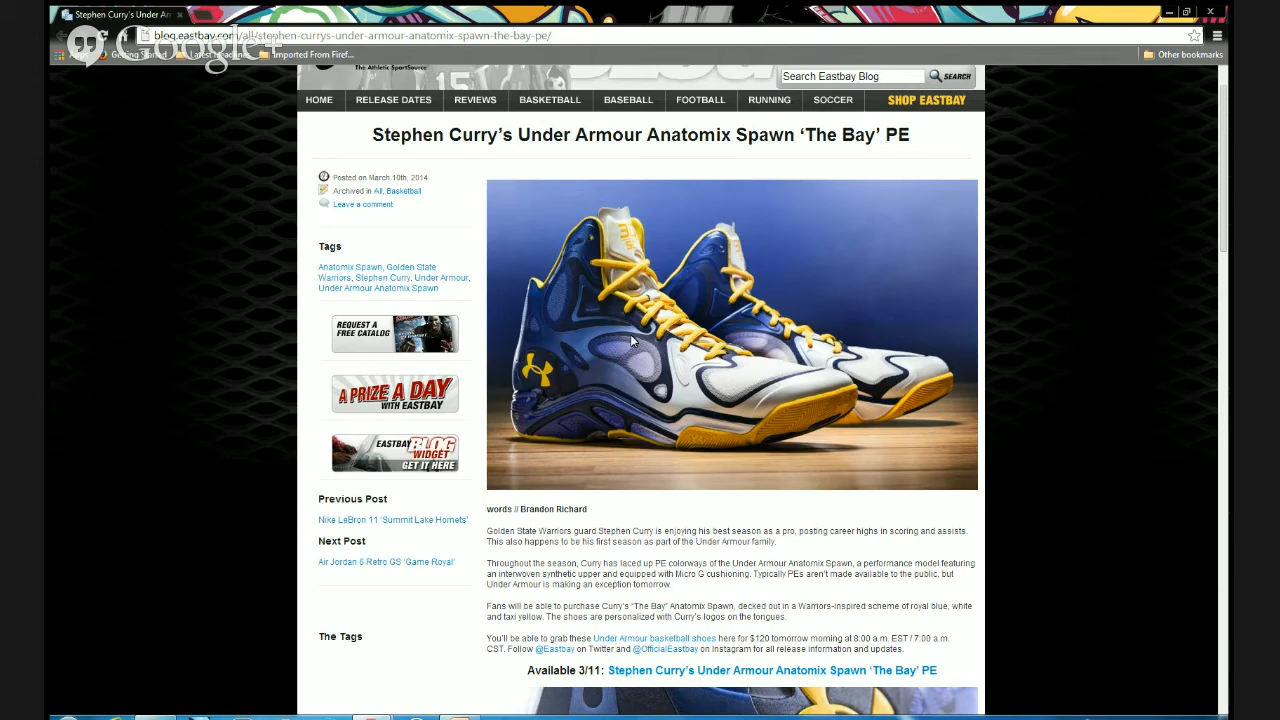 Stephen Curry's Under An
blog.eastbay.com/all/stephen-currys-under-armour-anatomix-spawn-the-bay-pe/
Google+
Getting Started
Latest Headlines
Imported From Firef...
Other bookmarks
The Athletic SportSource
15
Search Eastbay Blog
SEARCH
HOME RELEASE DATES REVIEWS BASKETBALL BASEBALL FOOTBALL RUNNING SOCCER SHOP EASTBAY
Stephen Curry's Under Armour Anatomix Spawn 'The Bay' PE
Posted on March 10th, 2014
Archived in All, Basketball
Leave a comment
Tags
Anatomix Spawn, Golden State
Warriors, Stephen Curry, Under Armour,
Under Armour Anatomix Spawn
REQUEST A
FREE CATALOG
A PRIZE A DAY
WITH EASTBAY
EASTBAY BLOG
WIDGET
GET IT HERE
Previous Post
Nike LeBron 11 'Summit Lake Hornets'
Next Post
Air Jordan 6 Retro GS 'Game Royal'
The Tags
words // Brandon Richard
Golden State Warriors guard Stephen Curry is enjoying his best season as a pro, posting career highs in scoring and assists.
This also happens to be his first season as part of the Under Armour family.
Throughout the season, Curry has laced up PE colorways of the Under Armour Anatomix Spawn, a performance model featuring
an interwoven synthetic upper and equipped with Micro G cushioning. Typically PEs aren't made available to the public, but
Under Armour is making an exception tomorrow.
Fans will be able to purchase Curry's "The Bay" Anatomix Spawn, decked out in a Warriors-inspired scheme of royal blue, white
and taxi yellow. The shoes are personalized with Curry's logos on the tongues.
You'll be able to grab these Under Armour basketball shoes here for $120 tomorrow morning at 8:00 a.m. EST / 7:00 a.m.
CST. Follow @Eastbay on Twitter and @OfficialEastbay on Instagram for all release information and updates.
Available 3/11: Stephen Curry's Under Armour Anatomix Spawn 'The Bay' PE